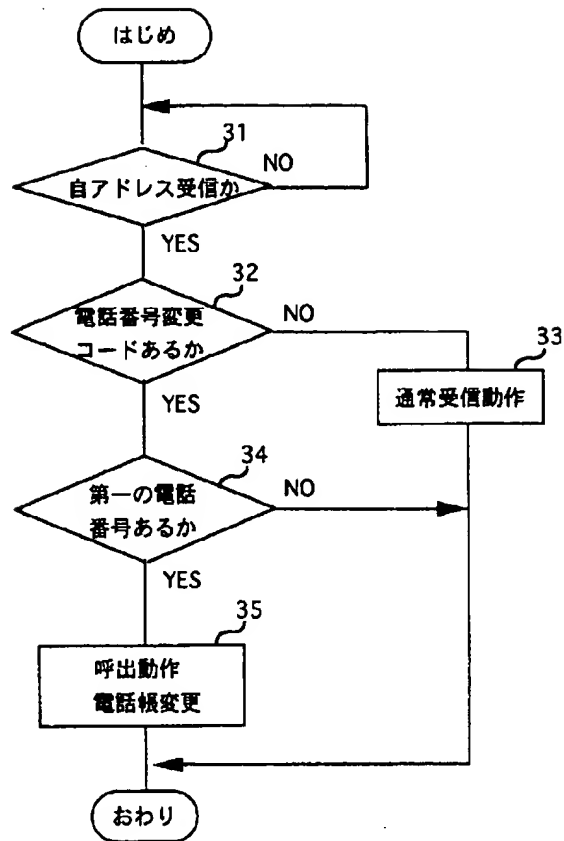 はじめ
31
自アドレス受信か
NO
YES
32
電話番号変更
コードあるか
NO
33
通常受信動作
YES
34
第一の電話
番号あるか
NO
YES
35
呼出動作
電話帳変更
おわり